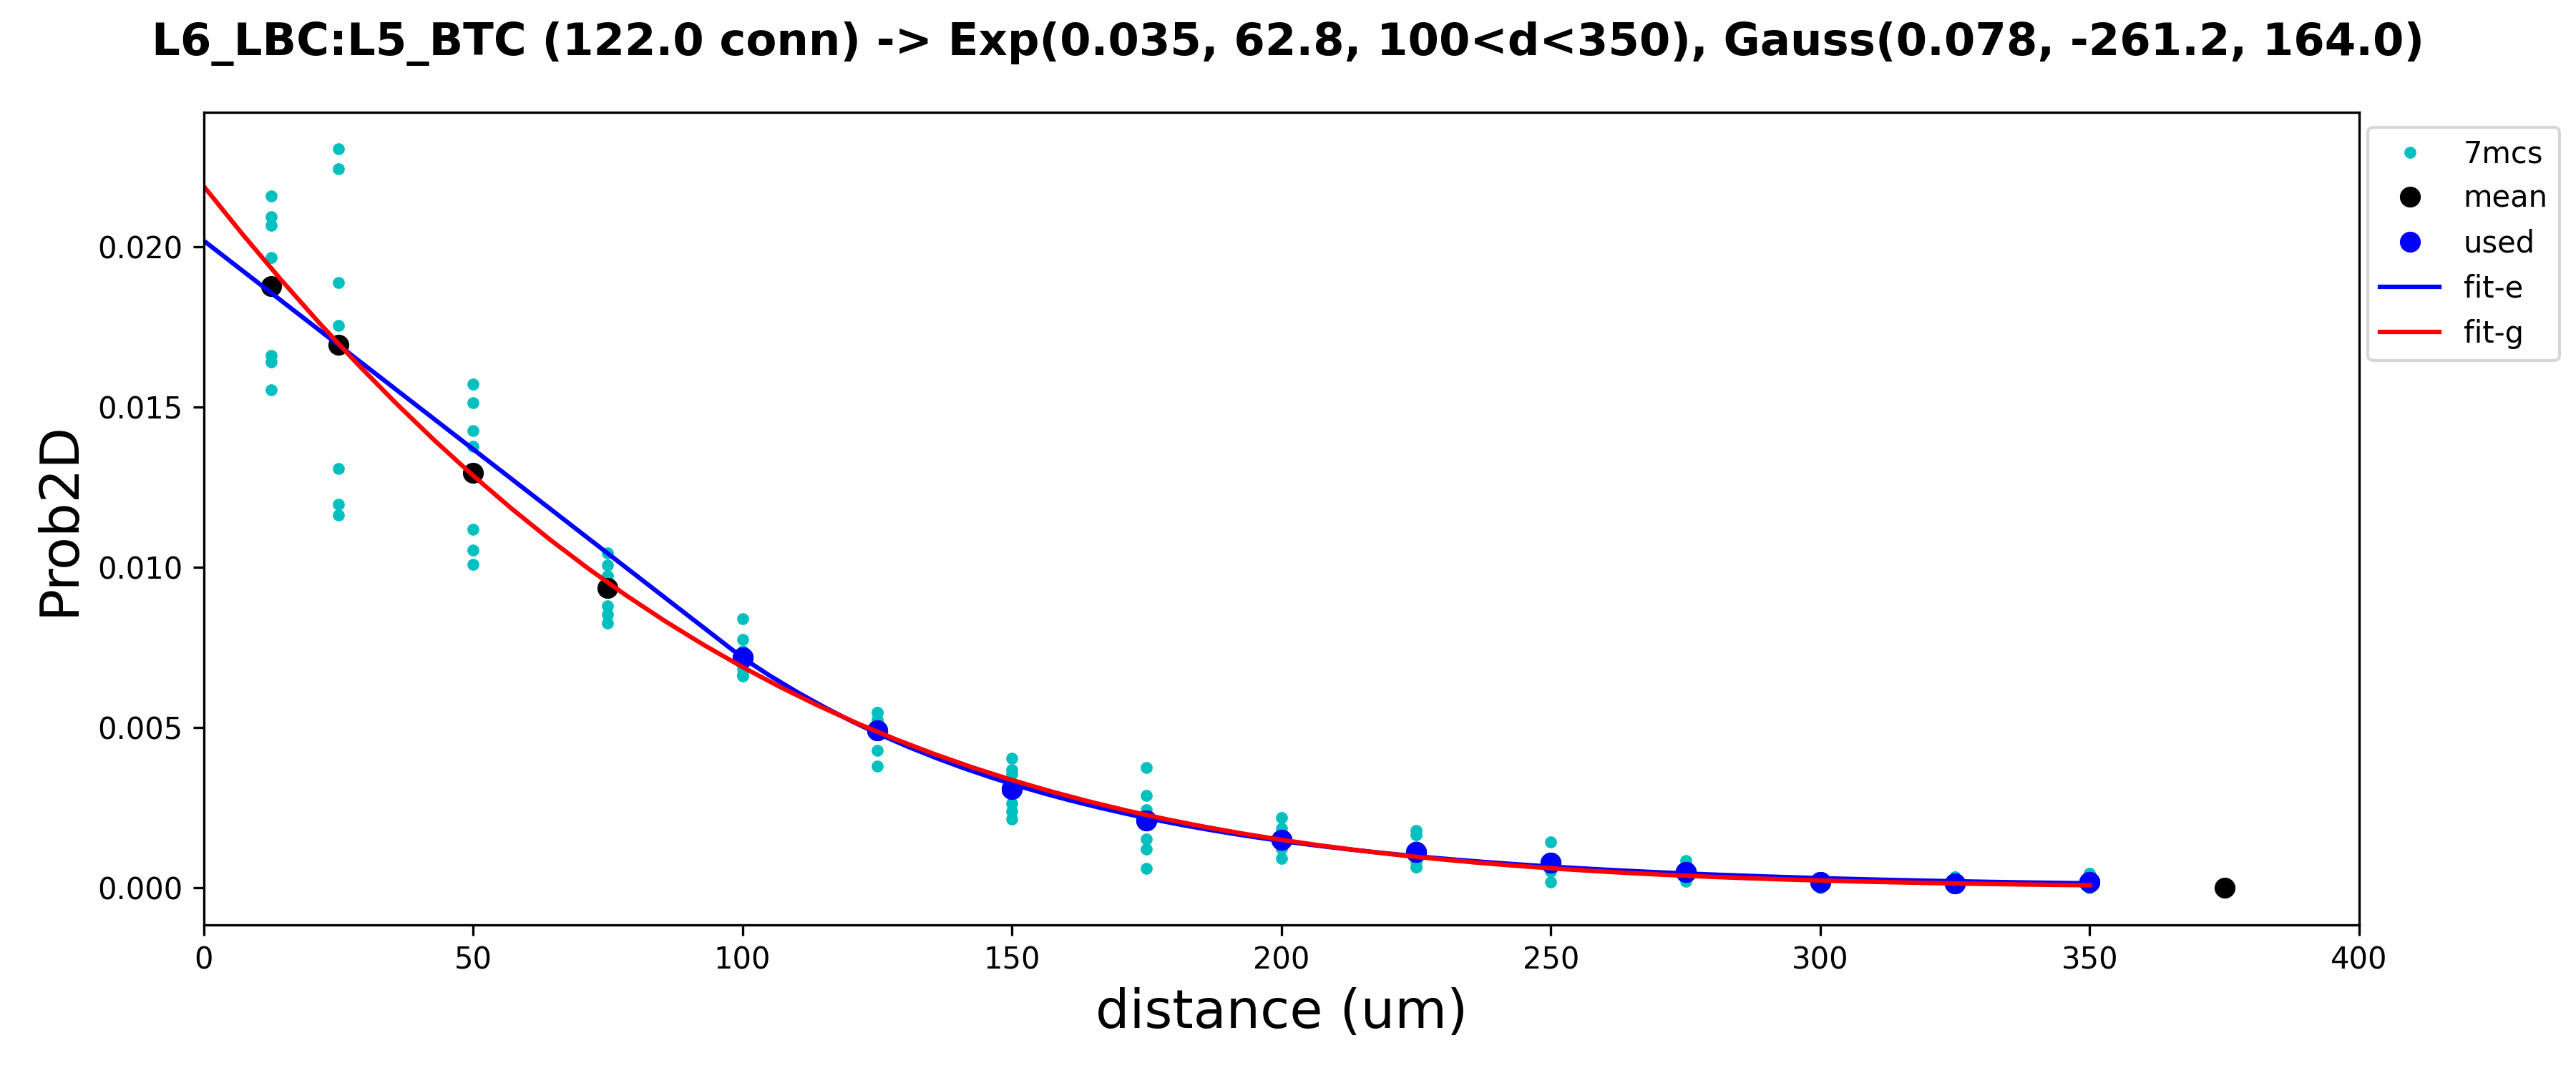 L6_LBC:L5_BTC (122.0 conn) -> Exp(0.035, 62.8, 100<d<350), Gauss(0.078, -261.2, 164.0)
7mcs
mean
used
fit-e
fit-g
Prob2D
0.020
0.015
0.010
0.005
0.000
0 50 100 150 200 250 300 350 400
distance (um)